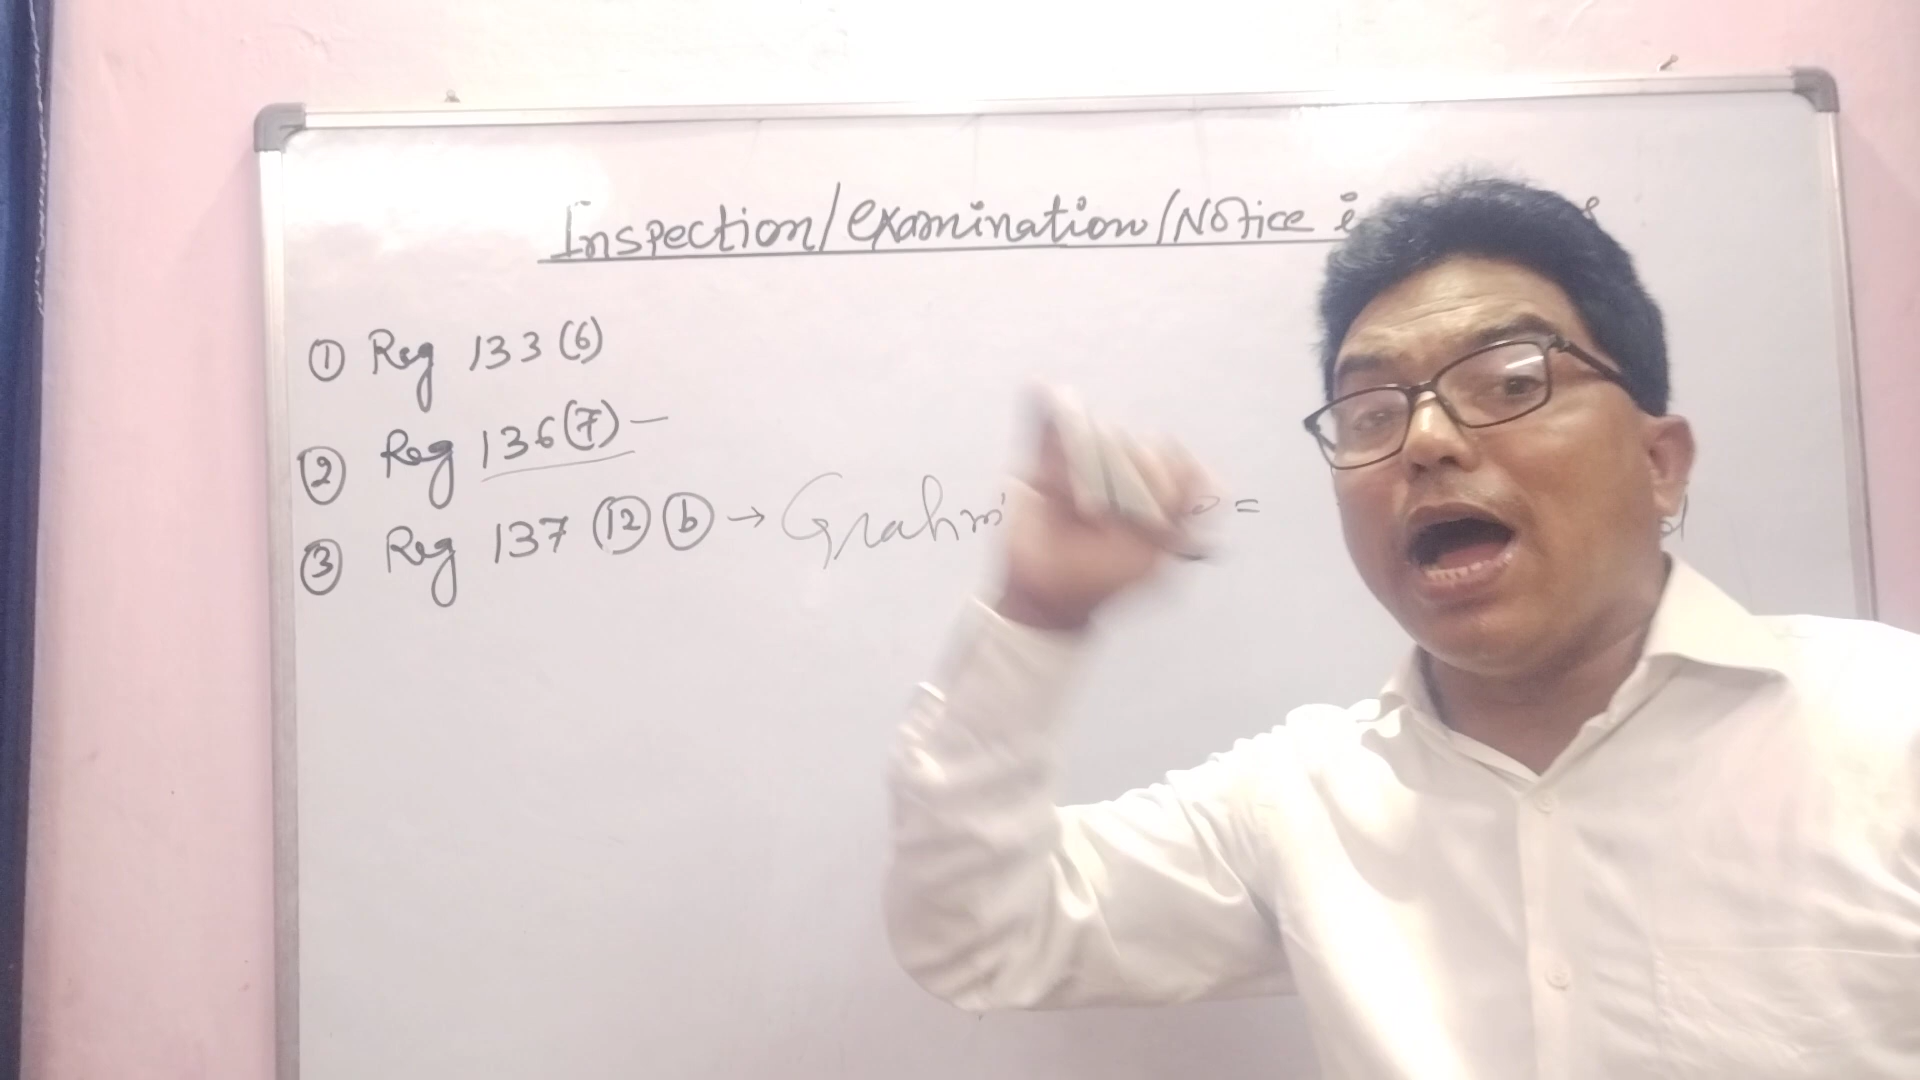 Inspection/Examination/Notice
① Reg 133 (6)
② Reg 136(7) –
③ Reg 137 ⑫ ⓑ → =